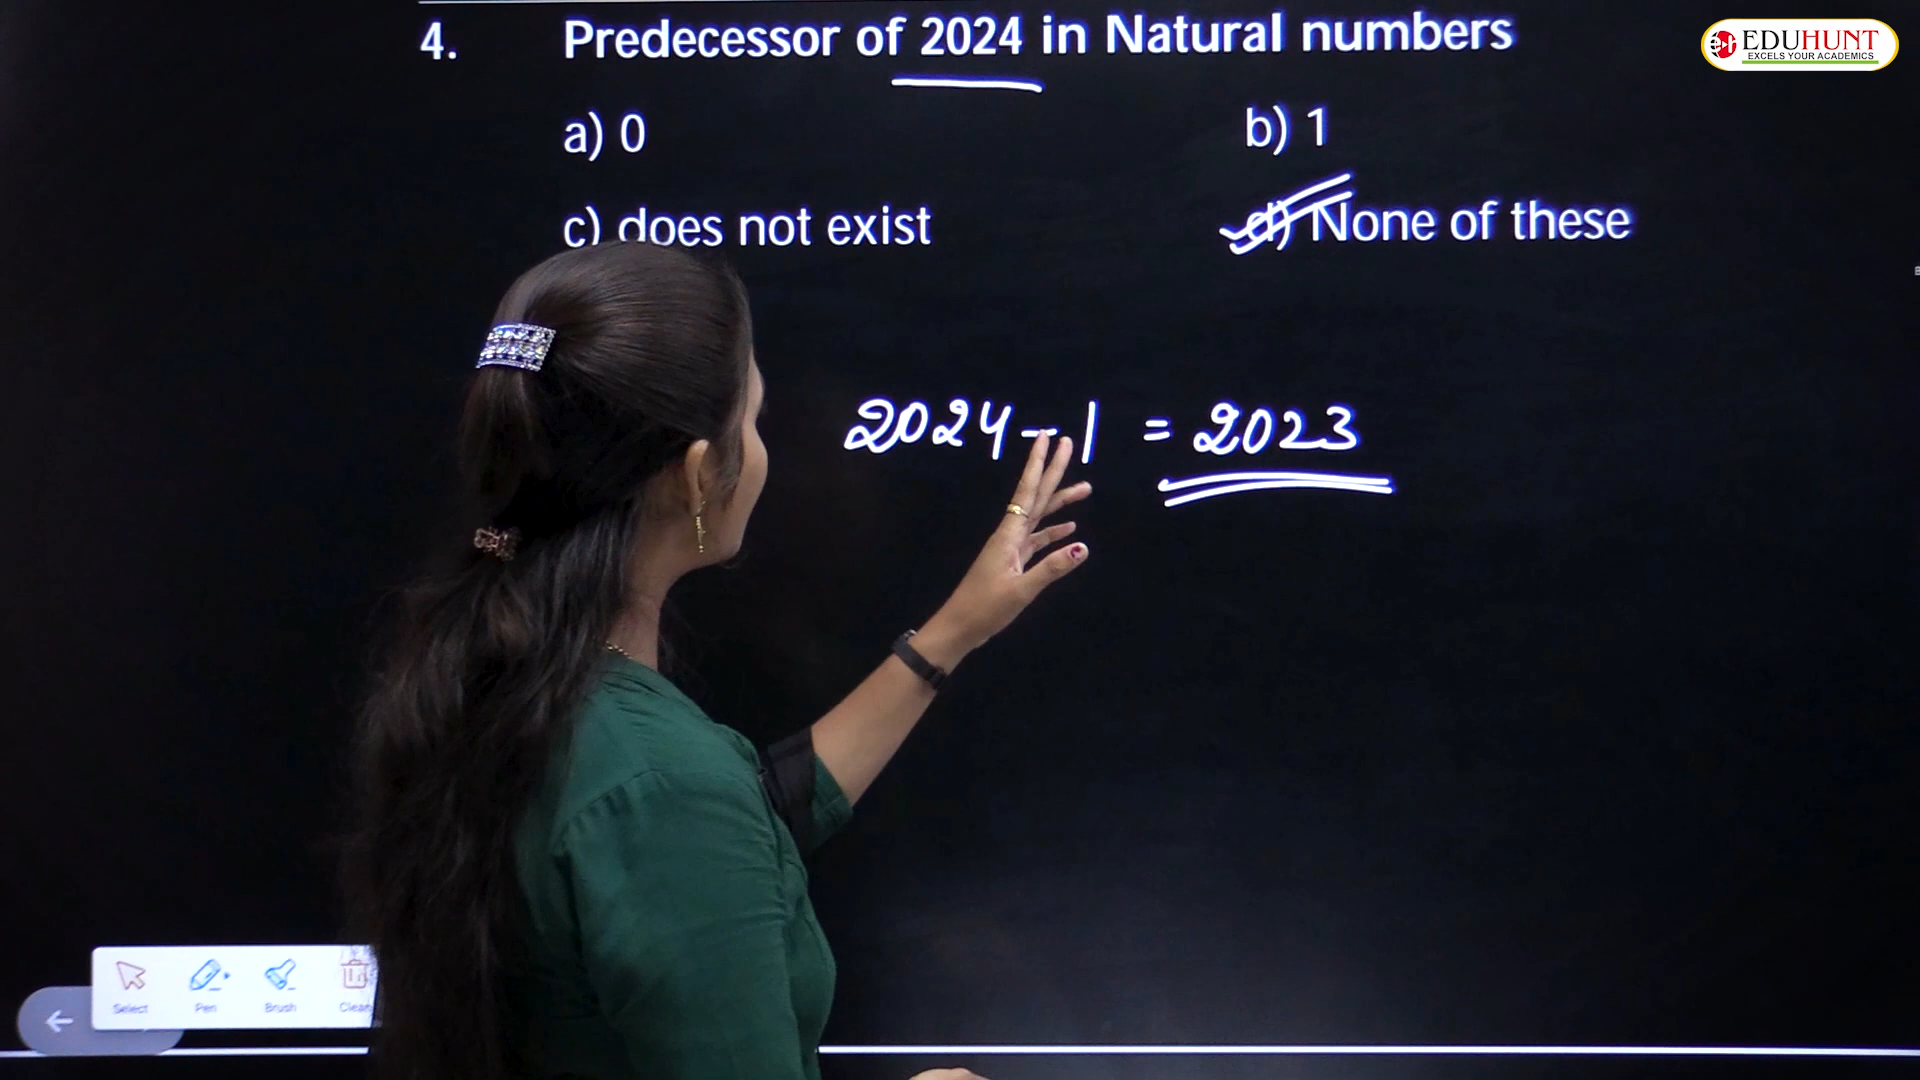 4. Predecessor of 2024 in Natural numbers
EDUHUNT
EXCELS YOUR ACADEMICS
a) 0 b) 1
c) does not exist d) None of these
2024 - 1 = 2023
Select Pen Brush Clear